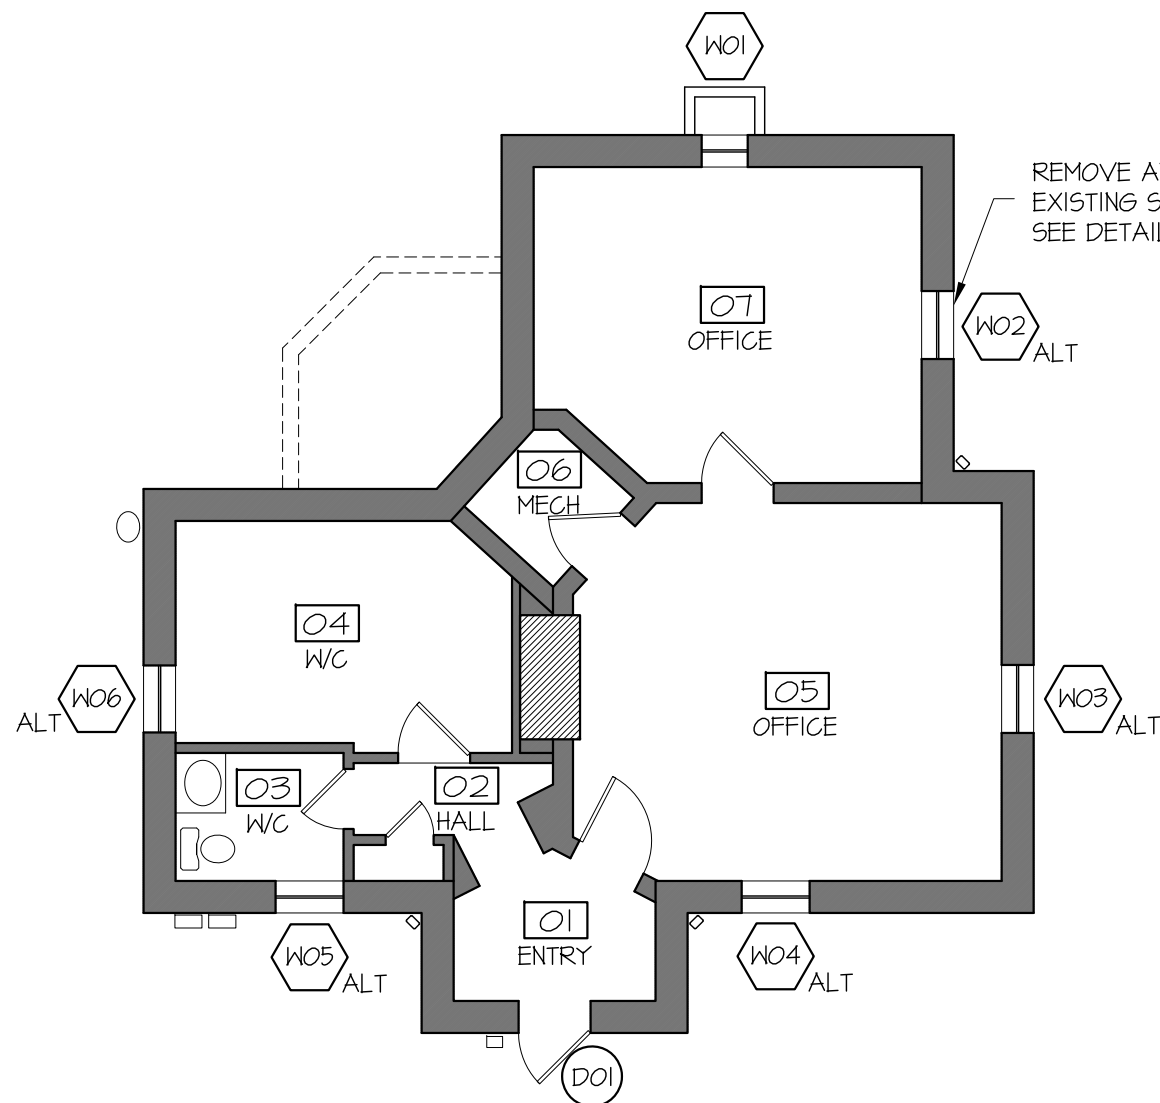 W01
REMOVE A
EXISTING S
SEE DETAIL
07
OFFICE
W02
ALT
06
MECH
04
W/C
05
OFFICE
W06
ALT
W03
ALT
03
W/C
02
HALL
01
ENTRY
W05
ALT
W04
ALT
D01